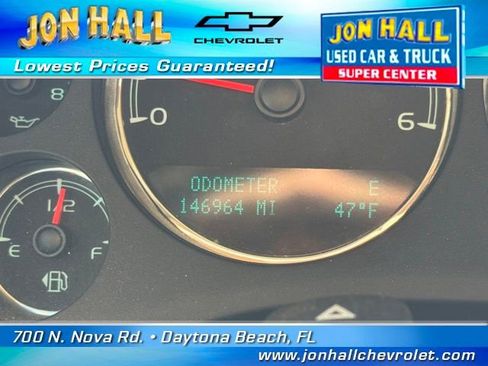 JON HALL
CHEVROLET
Lowest Prices Guaranteed!
JON HALL
USED CAR & TRUCK
SUPER CENTER
8
0
6
ODOMETER E
146964 MI 47°F
1/2
E F
700 N. Nova Rd. • Daytona Beach, FL
www.jonhallchevrolet.com